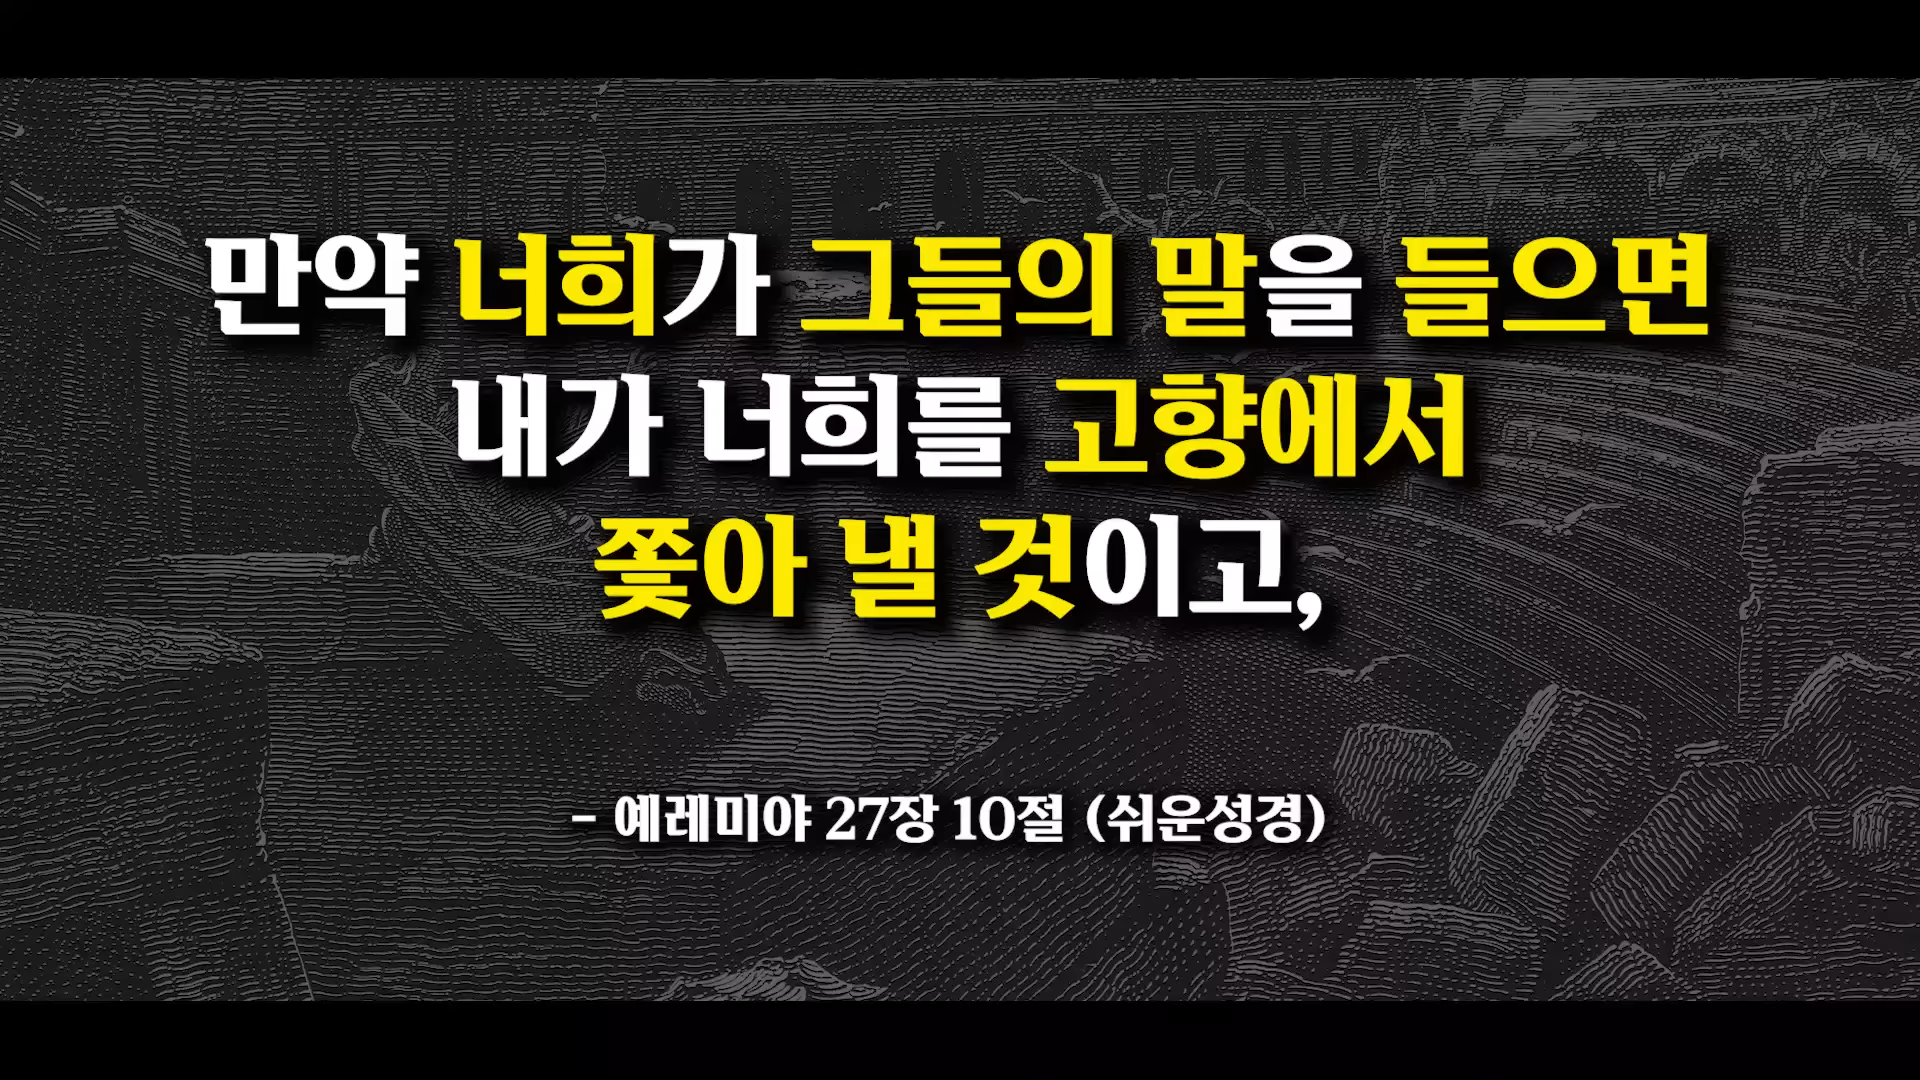 만약 너희가 그들의 말을 들으면
내가 너희를 고향에서
쫓아 낼 것이고,
- 예레미야 27장 10절 (쉬운성경)